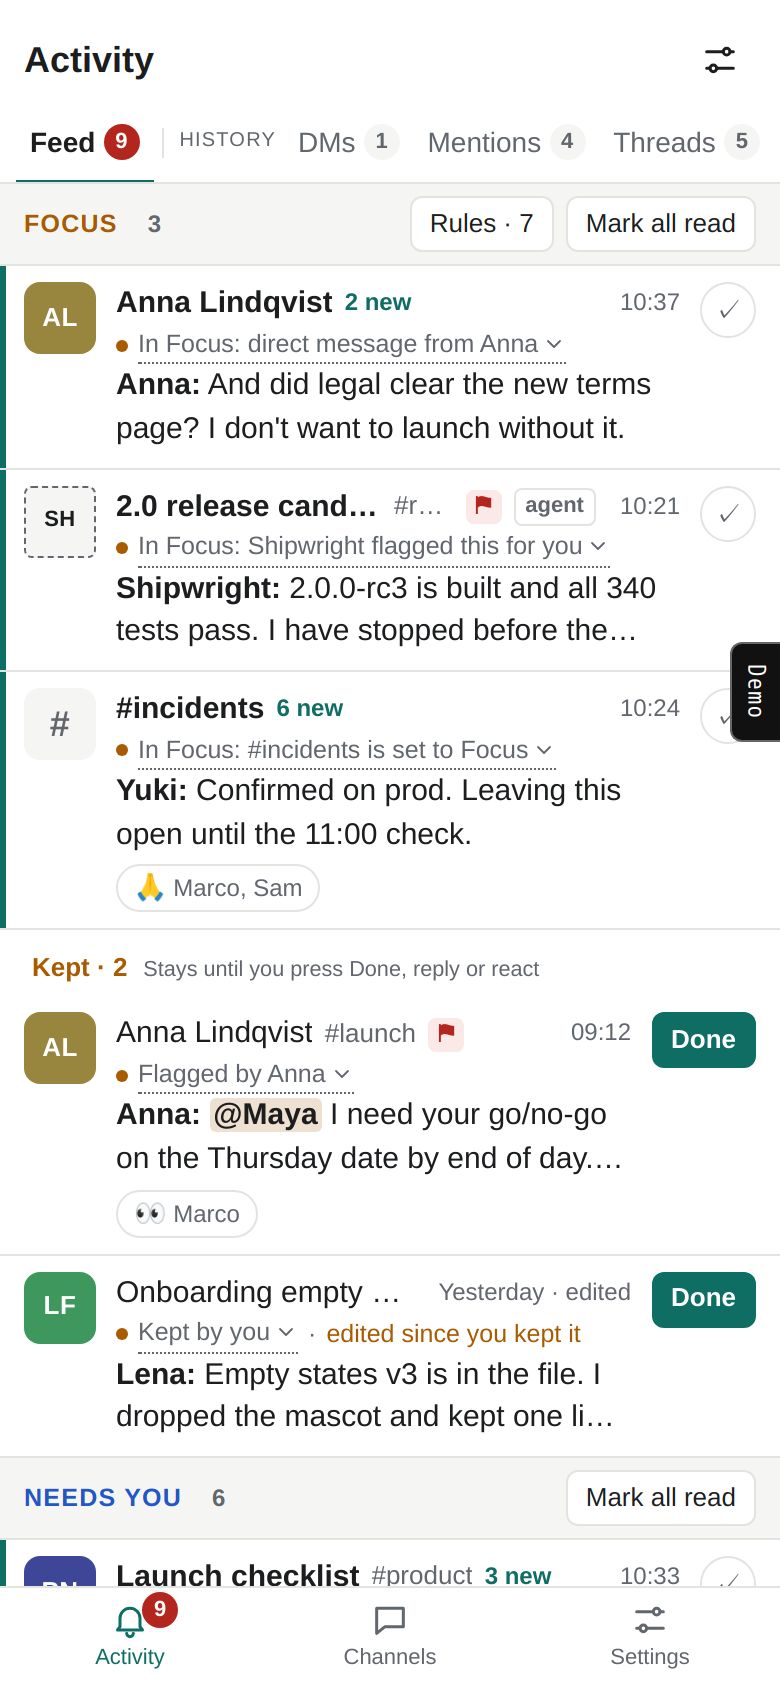 Activity
Feed 9 HISTORY DMs 1 Mentions 4 Threads 5
FOCUS 3 Rules · 7 Mark all read
AL Anna Lindqvist 2 new 10:37 ✓
In Focus: direct message from Anna
Anna: And did legal clear the new terms
page? I don't want to launch without it.
SH 2.0 release cand… #r… agent 10:21 ✓
In Focus: Shipwright flagged this for you
Shipwright: 2.0.0-rc3 is built and all 340
tests pass. I have stopped before the…
Demo
# #incidents 6 new 10:24 ✓
In Focus: #incidents is set to Focus
Yuki: Confirmed on prod. Leaving this
open until the 11:00 check.
🙏 Marco, Sam
Kept · 2 Stays until you press Done, reply or react
AL Anna Lindqvist #launch 09:12 Done
Flagged by Anna
Anna: @Maya I need your go/no-go
on the Thursday date by end of day.…
👀 Marco
LF Onboarding empty … Yesterday · edited Done
Kept by you · edited since you kept it
Lena: Empty states v3 is in the file. I
dropped the mascot and kept one li…
NEEDS YOU 6 Mark all read
Launch checklist #product 3 new 10:33
9
Activity Channels Settings